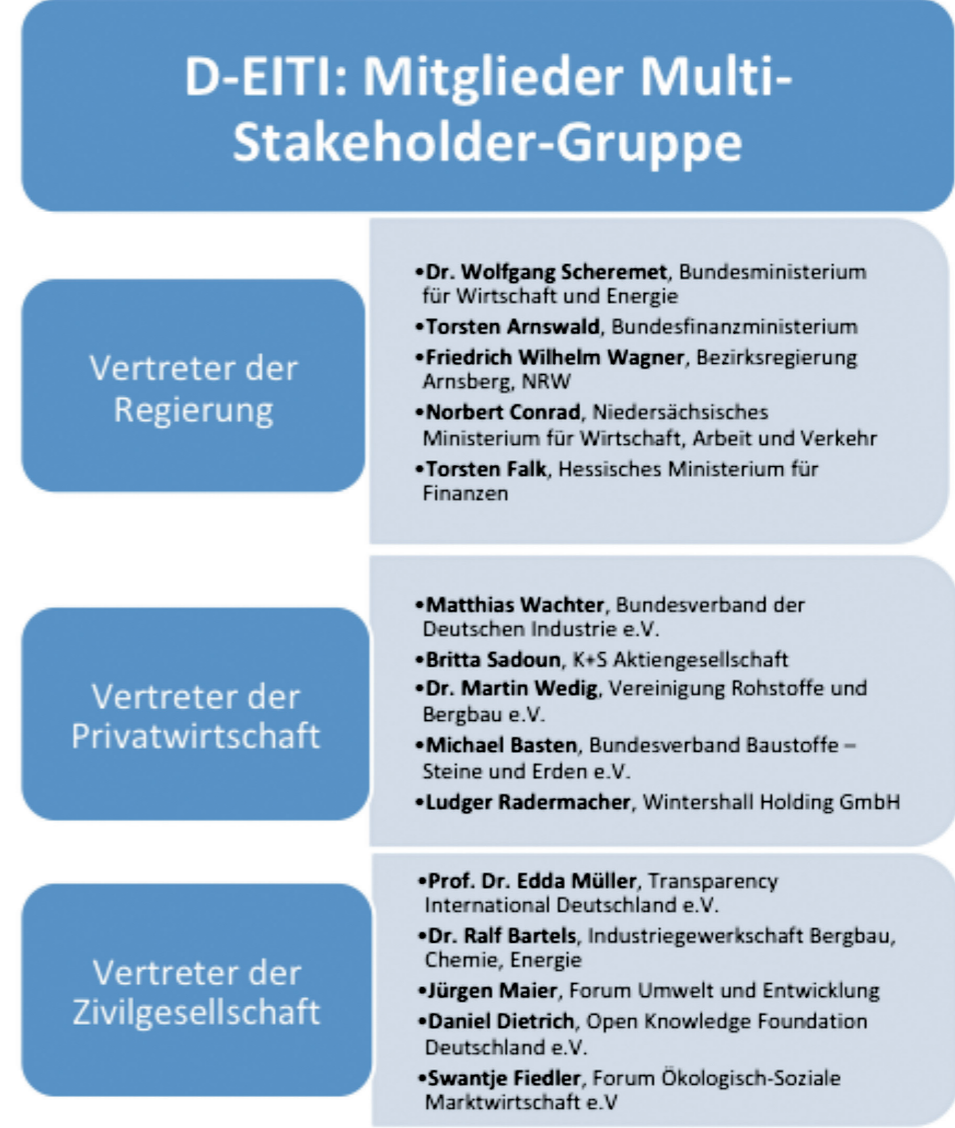 D-EITI: Mitglieder Multi-
Stakeholder-Gruppe
Vertreter der
Regierung
•Dr. Wolfgang Scheremet, Bundesministerium
für Wirtschaft und Energie
•Torsten Arnswald, Bundesfinanzministerium
•Friedrich Wilhelm Wagner, Bezirksregierung
Arnsberg, NRW
•Norbert Conrad, Niedersächsisches
Ministerium für Wirtschaft, Arbeit und Verkehr
•Torsten Falk, Hessisches Ministerium für
Finanzen
Vertreter der
Privatwirtschaft
•Matthias Wachter, Bundesverband der
Deutschen Industrie e.V.
•Britta Sadoun, K+S Aktiengesellschaft
•Dr. Martin Wedig, Vereinigung Rohstoffe und
Bergbau e.V.
•Michael Basten, Bundesverband Baustoffe –
Steine und Erden e.V.
•Ludger Radermacher, Wintershall Holding GmbH
Vertreter der
Zivilgesellschaft
•Prof. Dr. Edda Müller, Transparency
International Deutschland e.V.
•Dr. Ralf Bartels, Industriegewerkschaft Bergbau,
Chemie, Energie
•Jürgen Maier, Forum Umwelt und Entwicklung
•Daniel Dietrich, Open Knowledge Foundation
Deutschland e.V.
•Swantje Fiedler, Forum Ökologisch-Soziale
Marktwirtschaft e.V